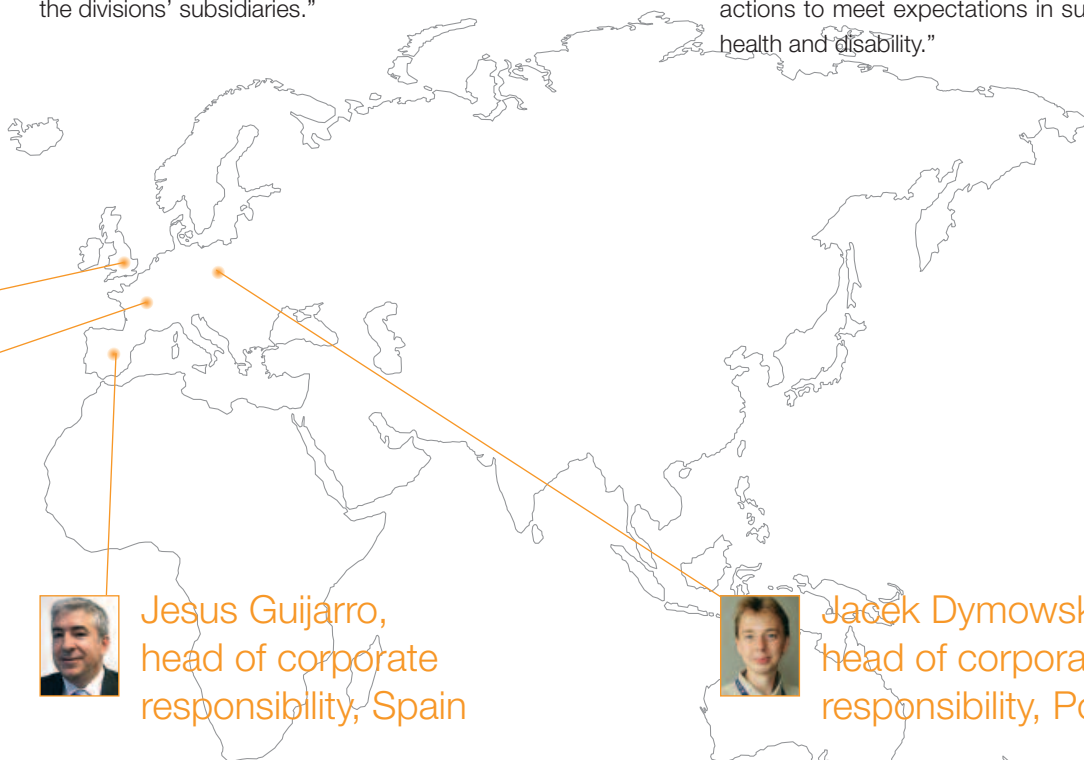 the divisions’ subsidiaries.”
actions to meet expectations in su
health and disability.”
Jesus Guijarro,
head of corporate
responsibility, Spain
Jacek Dymowsk
head of corpora
responsibility, Po